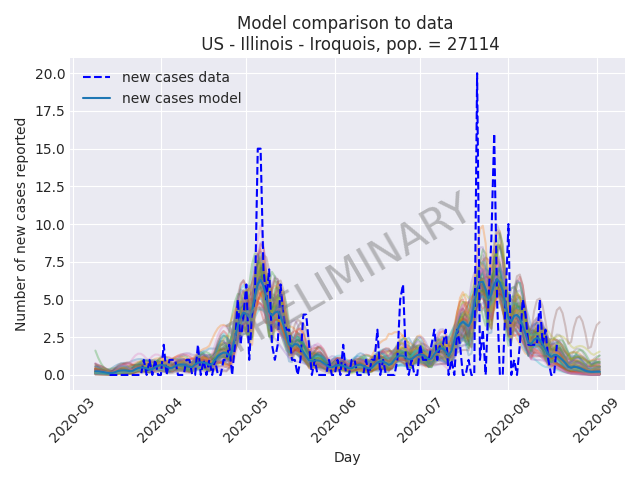 Model comparison to data
US - Illinois - Iroquois, pop. = 27114
new cases data
new cases model
PRELIMINARY
Number of new cases reported
20.0
17.5
15.0
12.5
10.0
7.5
5.0
2.5
0.0
2020-03
2020-04
2020-05
2020-06
2020-07
2020-08
2020-09
Day